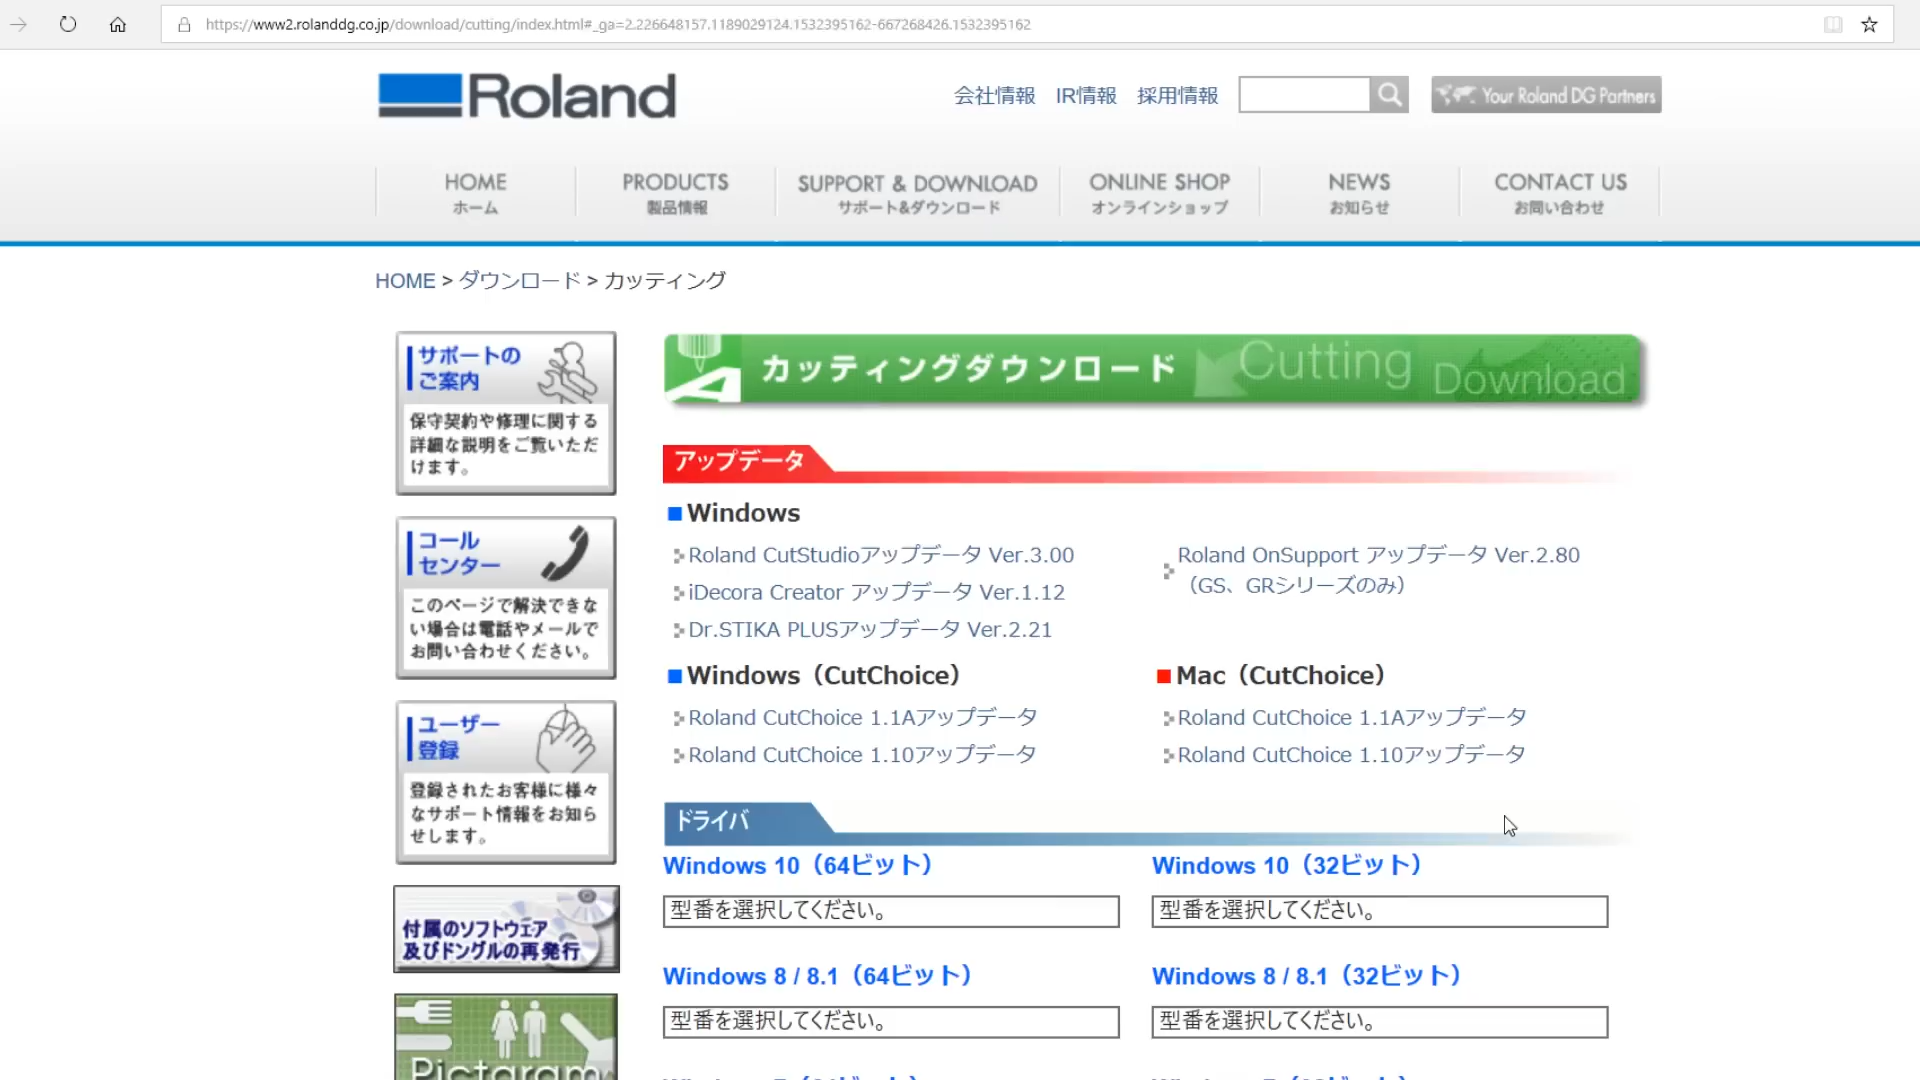 https://www2.rolanddg.co.jp/download/cutting/index.html#_ga=2.226648157.1189029124.1532395162-667268426.1532395162
Roland
会社情報 IR情報 採用情報
Your Roland DG Partners
HOME
ホーム
PRODUCTS
製品情報
SUPPORT & DOWNLOAD
サポート&ダウンロード
ONLINE SHOP
オンラインショップ
NEWS
お知らせ
CONTACT US
お問い合わせ
HOME > ダウンロード > カッティング
サポートの
ご案内
保守契約や修理に関する
詳細な説明をご覧いただ
けます。
コール
センター
このページで解決できな
い場合は電話やメールで
お問い合わせください。
ユーザー
登録
登録されたお客様に様々
なサポート情報をお知ら
せします。
付属のソフトウェア
及びドングルの再発行
Pictogram
カッティングダウンロード Cutting Download
アップデータ
Windows
Roland CutStudioアップデータ Ver.3.00
iDecora Creator アップデータ Ver.1.12
Dr.STIKA PLUSアップデータ Ver.2.21
Roland OnSupport アップデータ Ver.2.80
（GS、GRシリーズのみ）
Windows（CutChoice）
Roland CutChoice 1.1Aアップデータ
Roland CutChoice 1.10アップデータ
Mac（CutChoice）
Roland CutChoice 1.1Aアップデータ
Roland CutChoice 1.10アップデータ
ドライバ
Windows 10（64ビット）
型番を選択してください。
Windows 10（32ビット）
型番を選択してください。
Windows 8 / 8.1（64ビット）
型番を選択してください。
Windows 8 / 8.1（32ビット）
型番を選択してください。